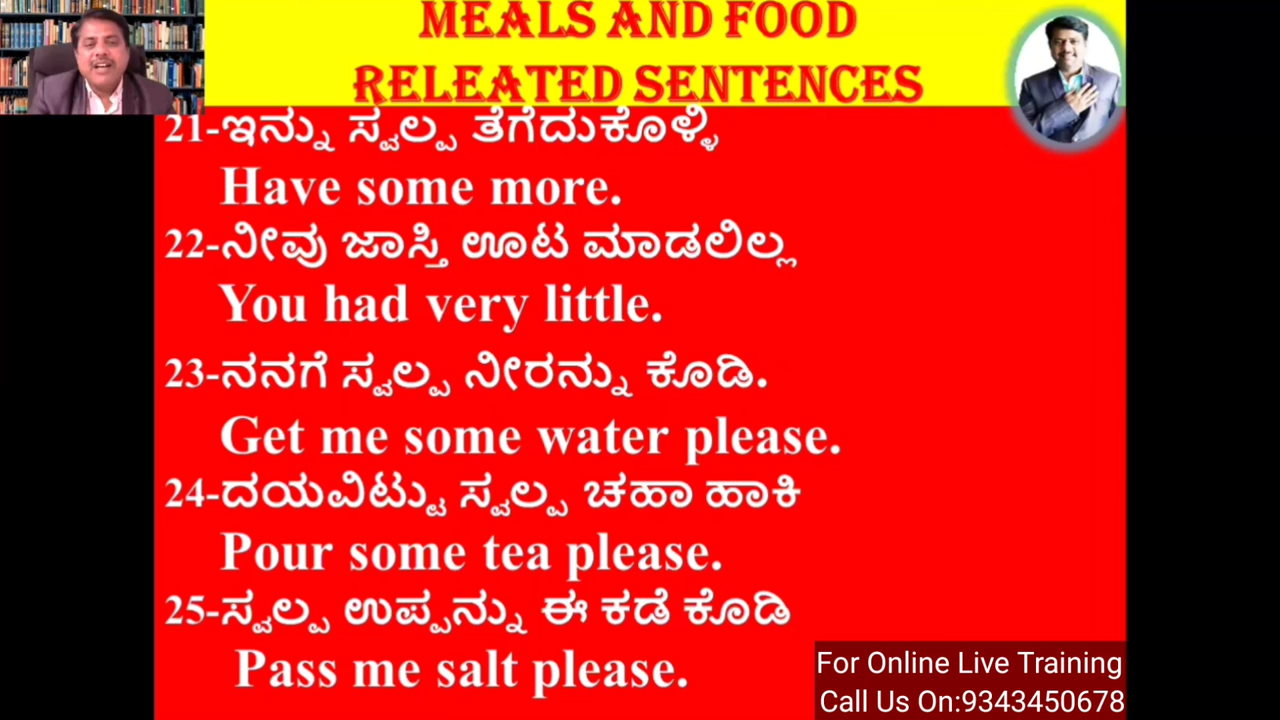 MEALS AND FOOD
RELEATED SENTENCES
21-ಇನ್ನು ಸ್ವಲ್ಪ ತೆಗೆದುಕೊಳ್ಳಿ
Have some more.
22-ನೀವು ಜಾಸ್ತಿ ಊಟ ಮಾಡಲಿಲ್ಲ
You had very little.
23-ನನಗೆ ಸ್ವಲ್ಪ ನೀರನ್ನು ಕೊಡಿ.
Get me some water please.
24-ದಯವಿಟ್ಟು ಸ್ವಲ್ಪ ಚಹಾ ಹಾಕಿ
Pour some tea please.
25-ಸ್ವಲ್ಪ ಉಪ್ಪನ್ನು ಈ ಕಡೆ ಕೊಡಿ
Pass me salt please.
For Online Live Training
Call Us On:9343450678